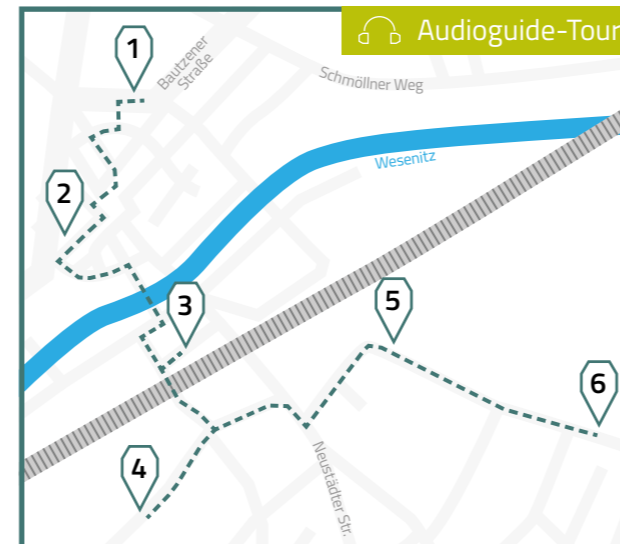 Audioguide-Tour
1
Bautzener
Straße
Schmöllner Weg
Wesenitz
2
3
5
6
4
Neustädter Str.